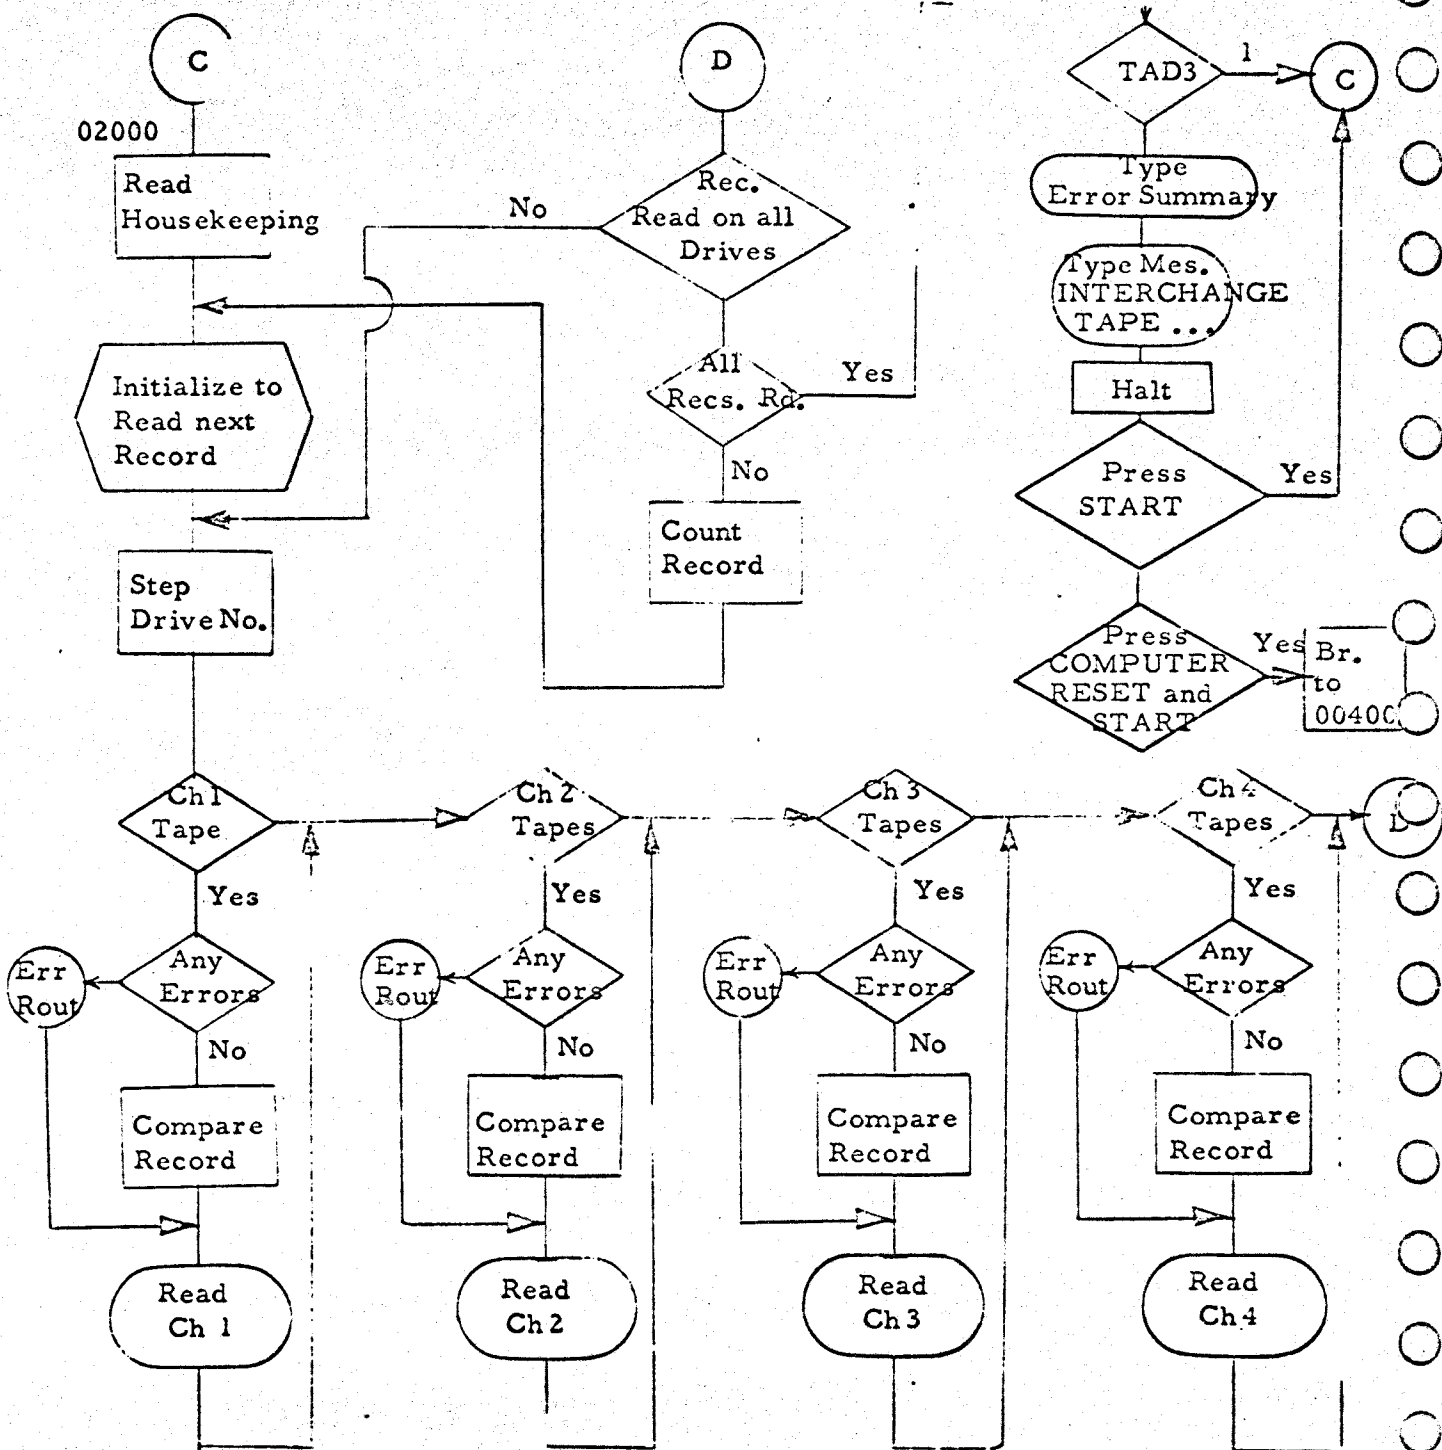 C
02000
Read
Housekeeping
Initialize to
Read next
Record
Step
Drive No.
D
Rec.
Read on all
Drives
No
All
Recs. Rd.
Yes
No
Count
Record
TAD3
1
C
Type
Error Summary
Type Mes.
INTERCHANGE
TAPE ...
Halt
Press
START
Yes
Press
COMPUTER
RESET and
START
Yes
Br.
to
00400
Ch 1
Tape
Yes
Any
Errors
Err
Rout
No
Compare
Record
Read
Ch 1
Ch 2
Tapes
Yes
Any
Errors
Err
Rout
No
Compare
Record
Read
Ch 2
Ch 3
Tapes
Yes
Any
Errors
Err
Rout
No
Compare
Record
Read
Ch 3
Ch 4
Tapes
D
Yes
Any
Errors
Err
Rout
No
Compare
Record
Read
Ch 4